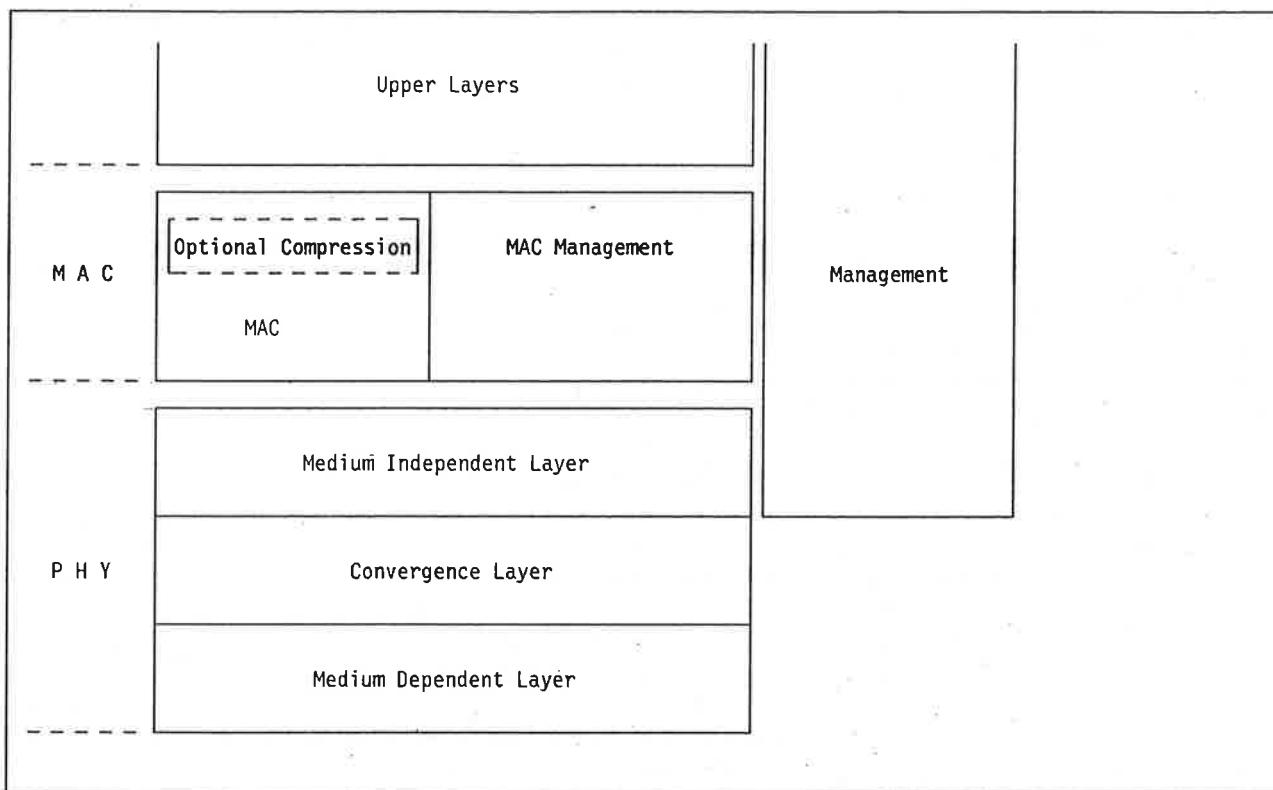 Upper Layers
Optional Compression
MAC Management
M A C
Management
MAC
Medium Independent Layer
P H Y
Convergence Layer
Medium Dependent Layer